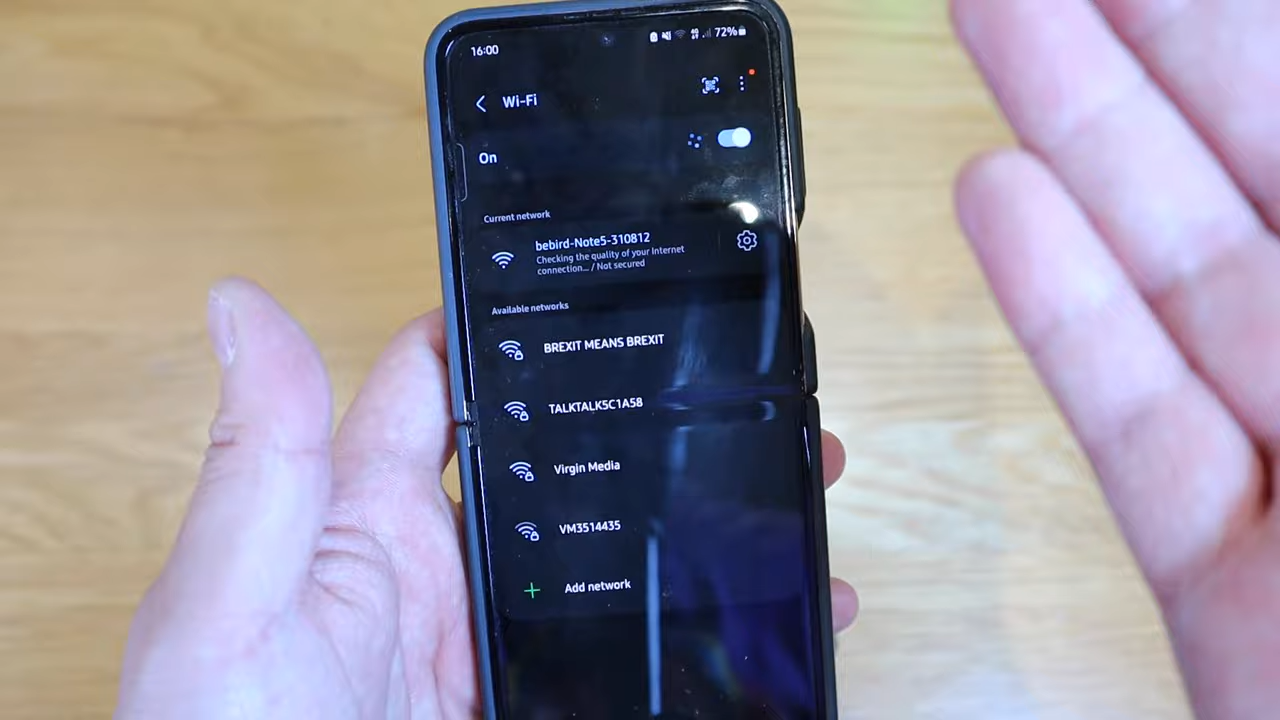 16:00
72%
Wi-Fi
On
Current network
bebird-Note5-310812
Checking the quality of your Internet
connection... / Not secured
Available networks
BREXIT MEANS BREXIT
TALKTALK5C1A58
Virgin Media
VM3514435
Add network